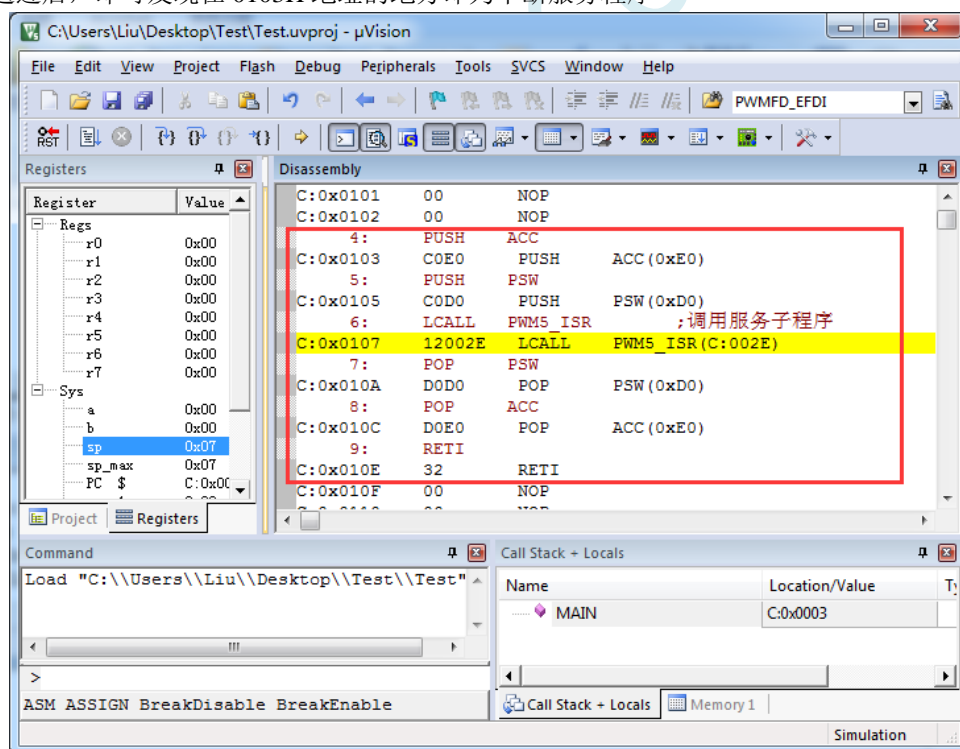 C:\Users\Liu\Desktop\Test\Test.uvproj - µVision
File Edit View Project Flash Debug Peripherals Tools SVCS Window Help
PWMFD_EFDI
RST
Registers
Register Value
Regs
r0 0x00
r1 0x00
r2 0x00
r3 0x00
r4 0x00
r5 0x00
r6 0x00
r7 0x00
Sys
a 0x00
b 0x00
sp 0x07
sp_max 0x07
PC $ C:0x00
Project Registers
Disassembly
C:0x0101 00 NOP
C:0x0102 00 NOP
4: PUSH ACC
C:0x0103 C0E0 PUSH ACC(0xE0)
5: PUSH PSW
C:0x0105 C0D0 PUSH PSW(0xD0)
6: LCALL PWM5_ISR ;调用服务子程序
C:0x0107 12002E LCALL PWM5_ISR(C:002E)
7: POP PSW
C:0x010A D0D0 POP PSW(0xD0)
8: POP ACC
C:0x010C D0E0 POP ACC(0xE0)
9: RETI
C:0x010E 32 RETI
C:0x010F 00 NOP
Command
Load "C:\\Users\\Liu\\Desktop\\Test\\Test"
>
ASM ASSIGN BreakDisable BreakEnable
Call Stack + Locals
Name Location/Value
MAIN C:0x0003
Call Stack + Locals Memory 1
Simulation